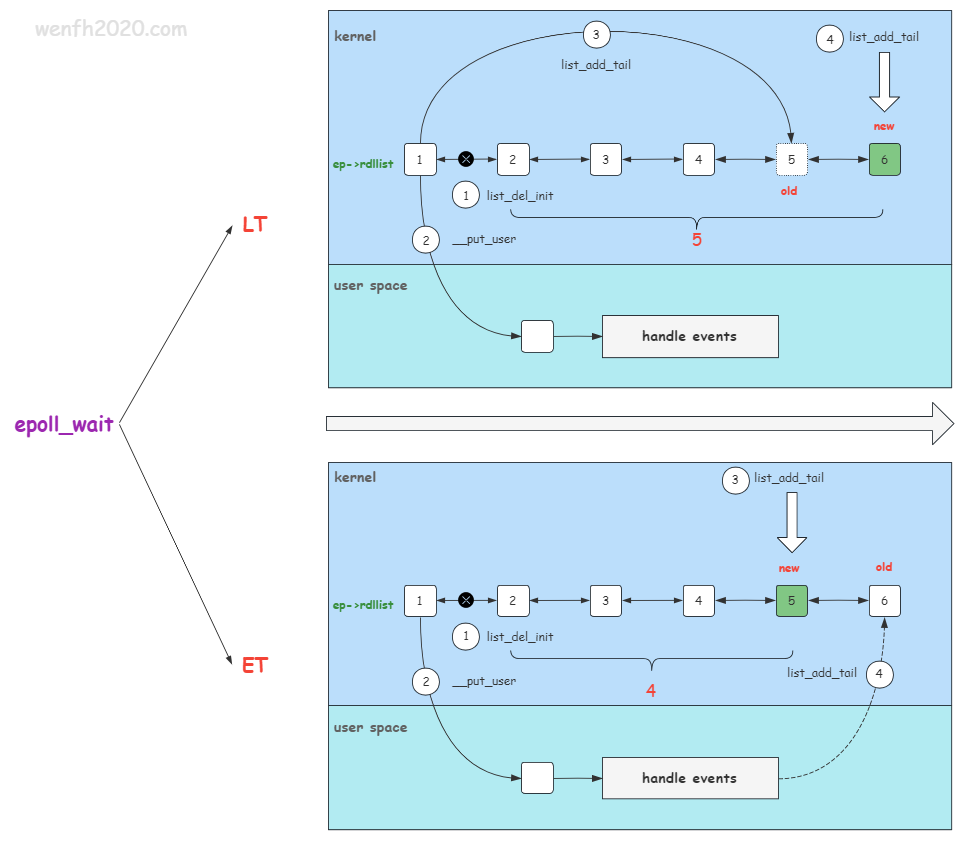 wenfh2020.com
kernel
3
list_add_tail
4
list_add_tail
new
ep->rdllist
1
2
3
4
5
6
old
1
list_del_init
5
2
__put_user
LT
user space
handle events
epoll_wait
kernel
3
list_add_tail
new
old
ep->rdllist
1
2
3
4
5
6
1
list_del_init
4
2
__put_user
list_add_tail
4
ET
user space
handle events